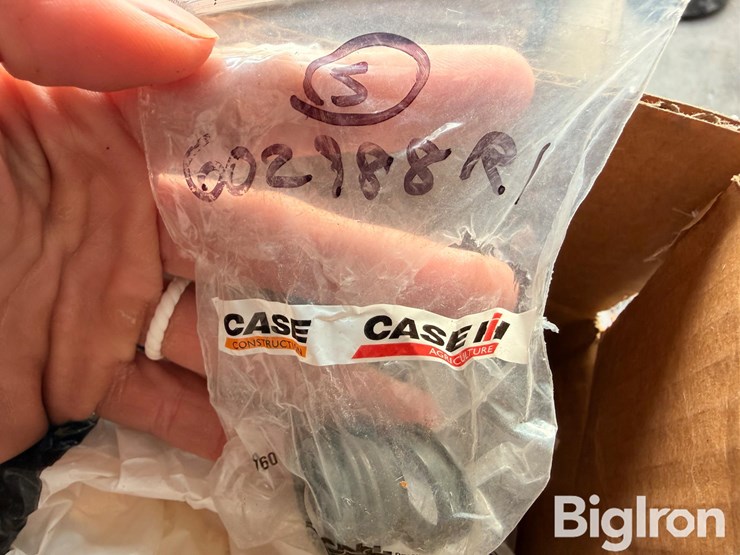 5
602988R1
CASE CASE IH
CONSTRUCTION AGRICULTURE
760
BigIron